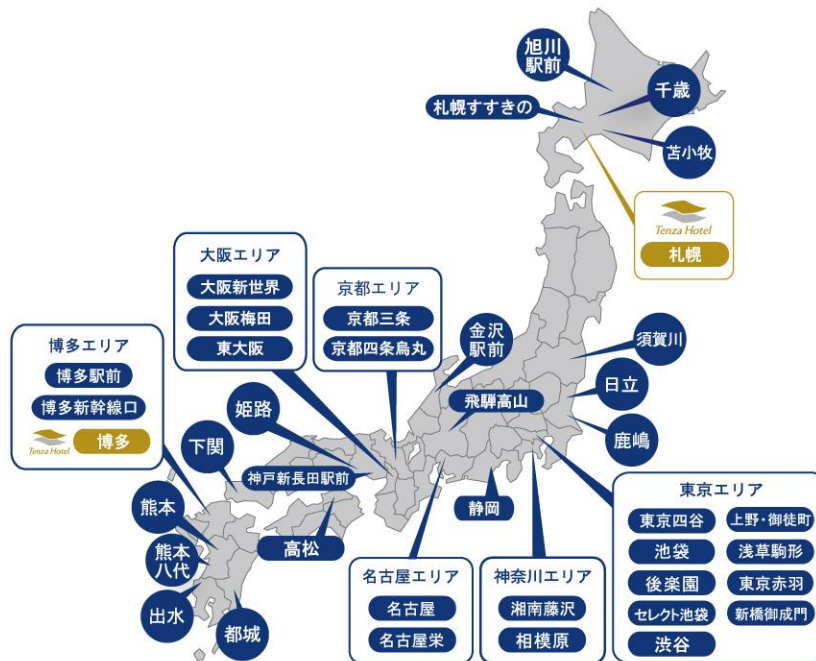 旭川
駅前
千歳
札幌すすきの
苫小牧
Tenza Hotel
札幌
大阪エリア
大阪新世界
大阪梅田
東大阪
京都エリア
京都三条
京都四条烏丸
金沢
駅前
須賀川
博多エリア
博多駅前
博多新幹線口
Tenza Hotel
博多
飛騨高山
日立
姫路
鹿嶋
下関
神戸新長田駅前
静岡
熊本
高松
熊本
八代
出水
都城
名古屋エリア
名古屋
名古屋栄
神奈川エリア
湘南藤沢
相模原
東京エリア
東京四谷
上野・御徒町
池袋
浅草駒形
後楽園
東京赤羽
セレクト池袋
新橋御成門
渋谷